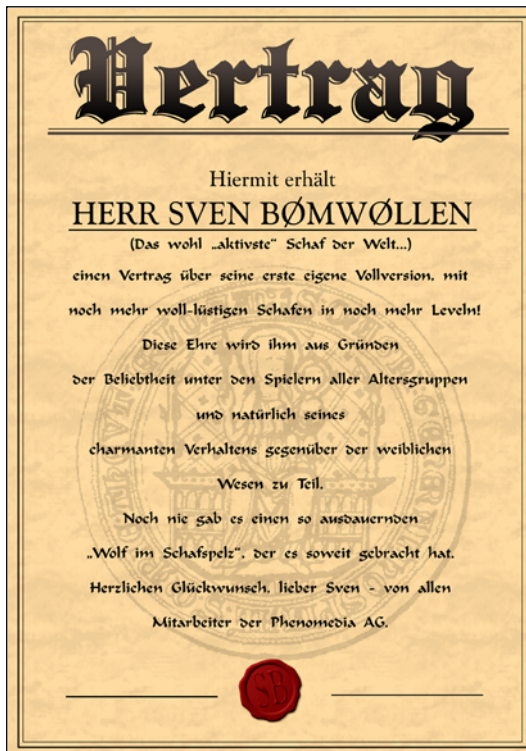 Vertrag
Hiermit erhält
HERR SVEN BØMWØLLEN
(Das wohl „aktivste“ Schaf der Welt...)
einen Vertrag über seine erste eigene Vollversion, mit
noch mehr woll-lüstigen Schafen in noch mehr Leveln!
Diese Ehre wird ihm aus Gründen
der Beliebtheit unter den Spielern aller Altersgruppen
und natürlich seines
charmanten Verhaltens gegenüber der weiblichen
Wesen zu Teil.
Noch nie gab es einen so ausdauernden
„Wolf im Schafspelz“, der es soweit gebracht hat.
Herzlichen Glückwunsch, lieber Sven - von allen
Mitarbeiter der Phenomedia AG.
SB